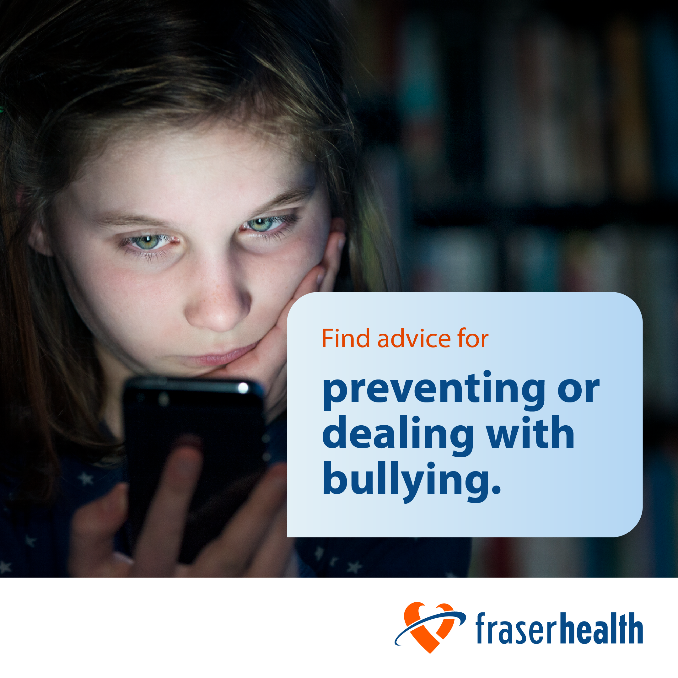 Find advice for
preventing or
dealing with
bullying.
fraserhealth